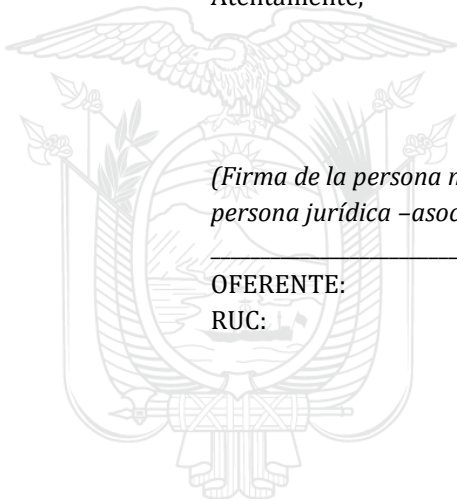 Atentamente,
(Firma de la persona
persona jurídica –asoc
OFERENTE:
RUC: